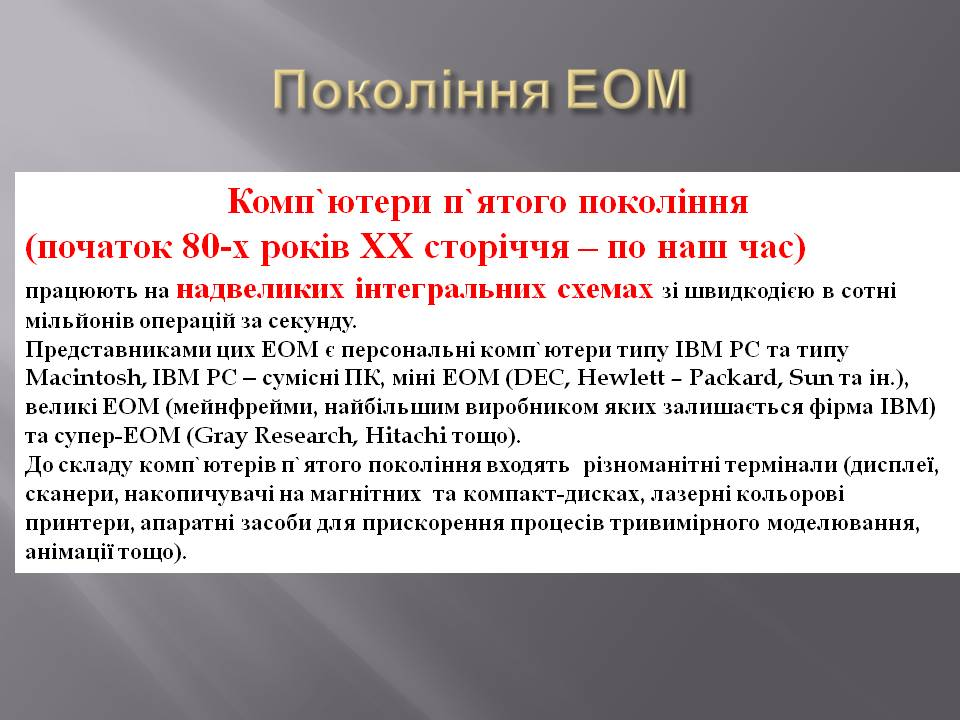 Покоління ЕОМ
Комп`ютери п`ятого покоління
(початок 80-х років ХХ сторіччя – по наш час)
працюють на надвеликих інтегральних схемах зі швидкодією в сотні
мільйонів операцій за секунду.
Представниками цих ЕОМ є персональні комп`ютери типу IBM PC та типу
Macintosh, IBM PC – сумісні ПК, міні ЕОМ (DEC, Hewlett – Packard, Sun та ін.),
великі ЕОМ (мейнфрейми, найбільшим виробником яких залишається фірма IBM)
та супер-ЕОМ (Gray Research, Hitachi тощо).
До складу комп`ютерів п`ятого покоління входять різноманітні термінали (дисплеї,
сканери, накопичувачі на магнітних та компакт-дисках, лазерні кольорові
принтери, апаратні засоби для прискорення процесів тривимірного моделювання,
анімації тощо).